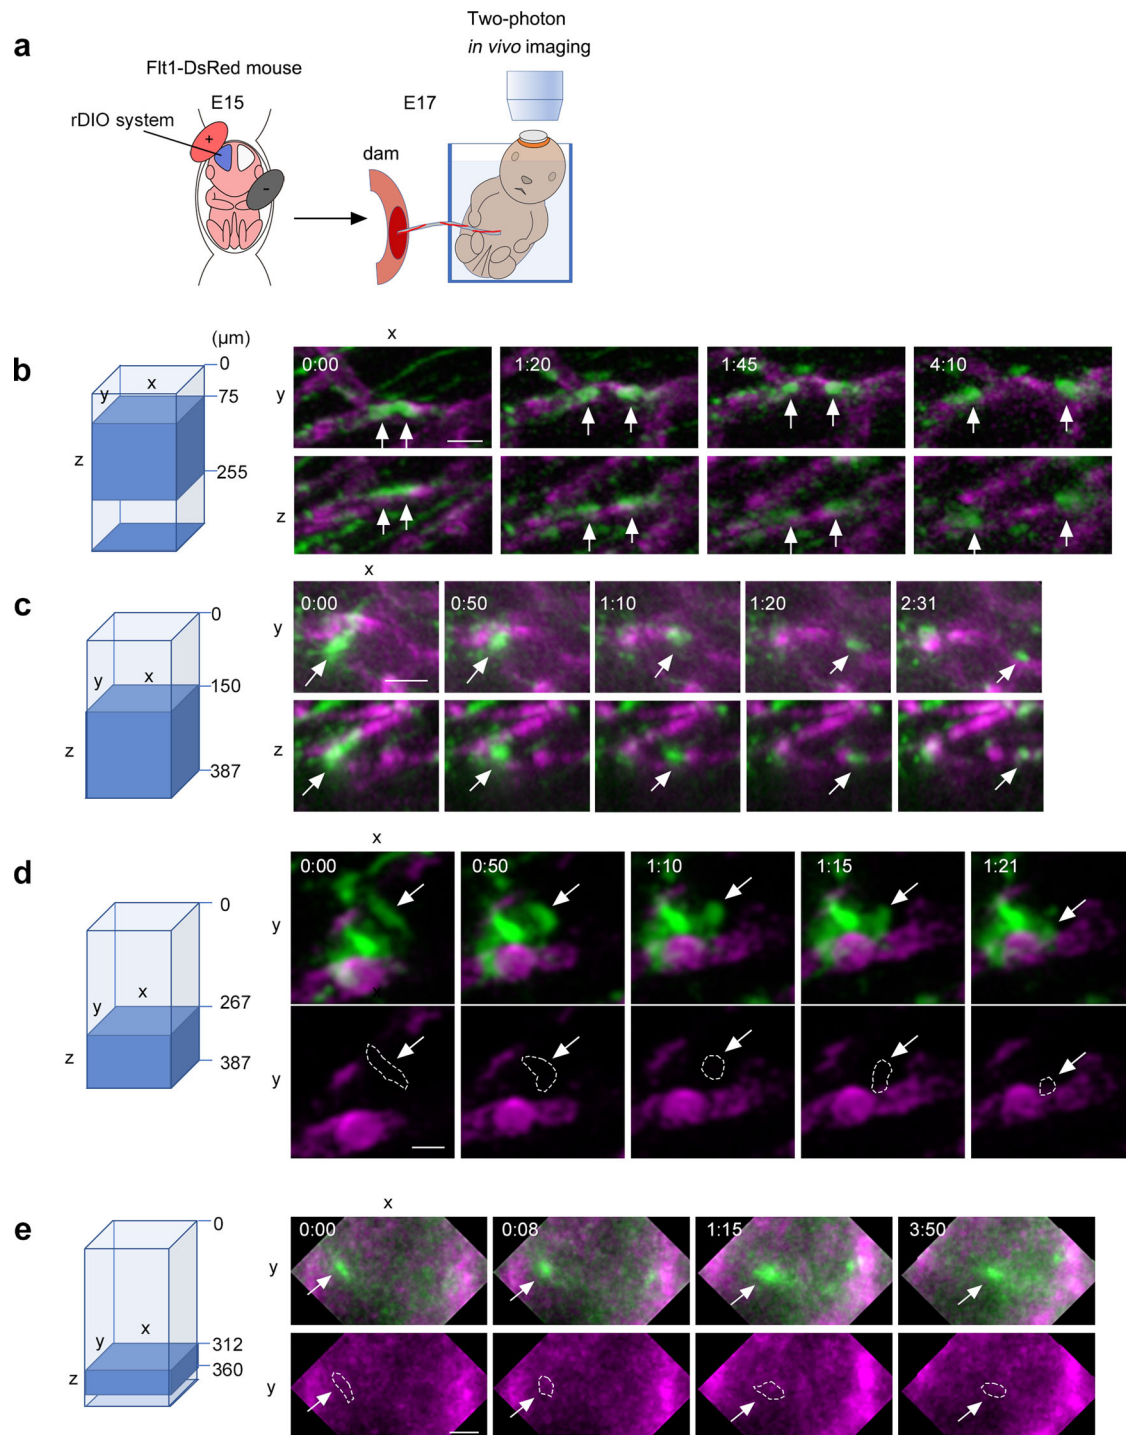 a
Two-photon
in vivo imaging
Flt1-DsRed mouse
E15
E17
rDIO system
dam
+
-
b
(µm)
0
x
y
75
z
255
x
y
z
0:00
1:20
1:45
4:10
c
0
y
x
150
z
387
x
y
z
0:00
0:50
1:10
1:20
2:31
d
0
x
y
267
z
387
x
y
y
0:00
0:50
1:10
1:15
1:21
e
0
x
y
312
360
z
x
y
y
0:00
0:08
1:15
3:50